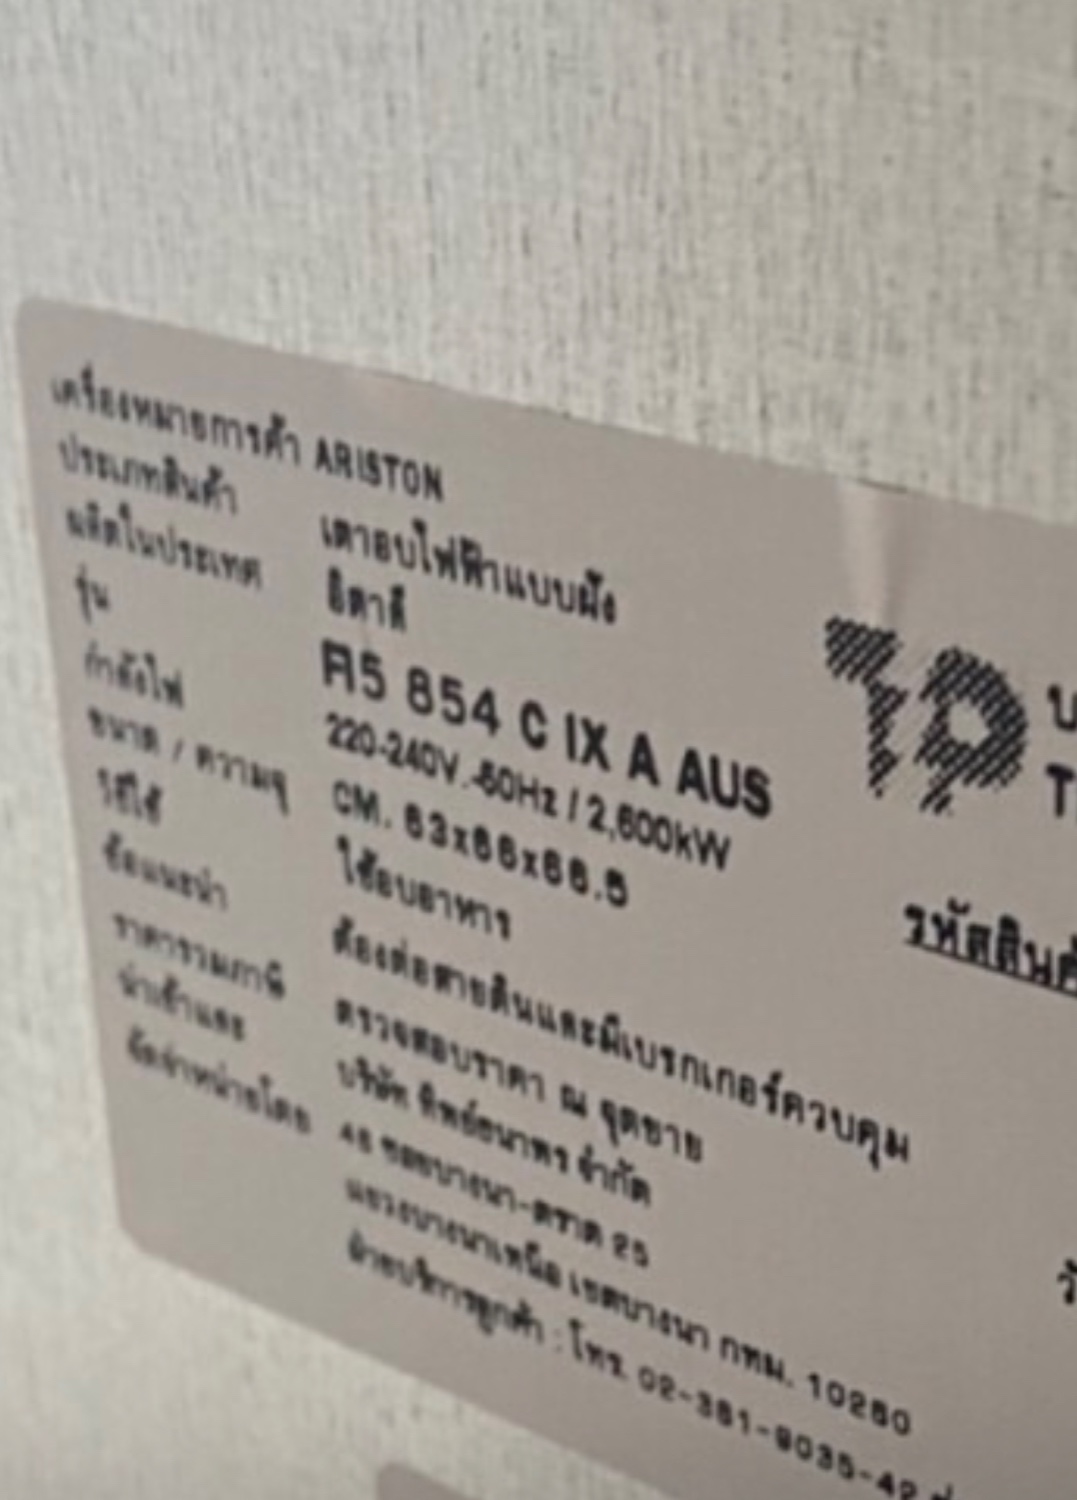 เครื่องหมายการค้า ARISTON
ประเภทสินค้า เตาอบไฟฟ้าแบบฝัง
ผลิตในประเทศ อิตาลี
รุ่น FI5 854 C IX A AUS
กำลังไฟ 220-240V.-50Hz / 2,600kW
ขนาด / ความจุ CM. 63x66x66.5
วิธีใช้ ใช้อบอาหาร
ข้อแนะนำ ต้องต่อสายดินและมีเบรกเกอร์ควบคุม
ราคารวมภาษี ตรวจสอบราคา ณ จุดขาย
นำเข้าและ บริษัท ทิพย์ธนาพร จำกัด
จัดจำหน่ายโดย 48 ซอยบางนา-ตราด 25
แขวงบางนาเหนือ เขตบางนา กทม. 10260
ฝ่ายบริการลูกค้า : โทร. 02-361-9035-42
TP
รหัสสินค้า